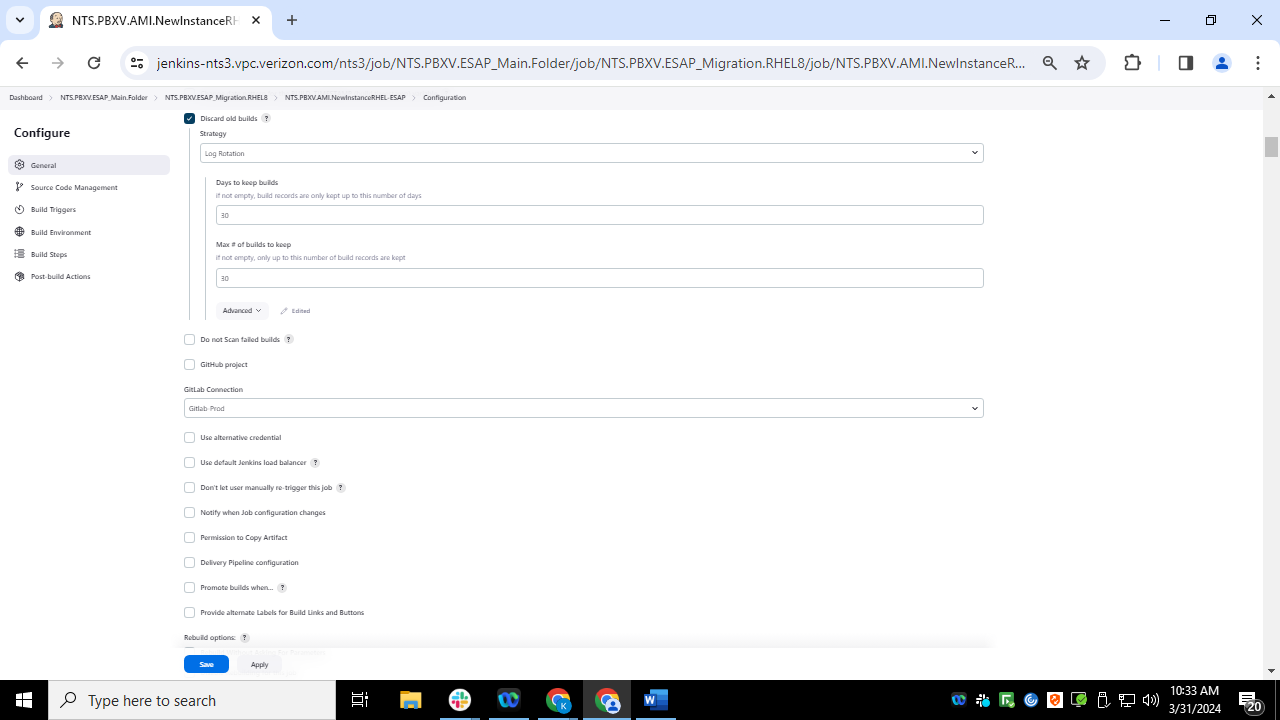 NTS.PBXV.AMI.NewInstanceRH
jenkins-nts3.vpc.verizon.com/nts3/job/NTS.PBXV.ESAP_Main.Folder/job/NTS.PBXV.ESAP_Migration.RHEL8/job/NTS.PBXV.AMI.NewInstanceR...
Dashboard > NTS.PBXV.ESAP_Main.Folder > NTS.PBXV.ESAP_Migration.RHEL8 > NTS.PBXV.AMI.NewInstanceRHEL-ESAP > Configuration
Configure
General
Source Code Management
Build Triggers
Build Environment
Build Steps
Post-build Actions
Discard old builds ?
Strategy
Log Rotation
Days to keep builds
if not empty, build records are only kept up to this number of days
30
Max # of builds to keep
if not empty, only up to this number of build records are kept
30
Advanced Edited
Do not Scan failed builds ?
GitHub project
GitLab Connection
Gitlab-Prod
Use alternative credential
Use default Jenkins load balancer ?
Don't let user manually re-trigger this job ?
Notify when Job configuration changes
Permission to Copy Artifact
Delivery Pipeline configuration
Promote builds when... ?
Provide alternate Labels for Build Links and Buttons
Rebuild options: ?
Save Apply
Type here to search
10:33 AM
3/31/2024
20